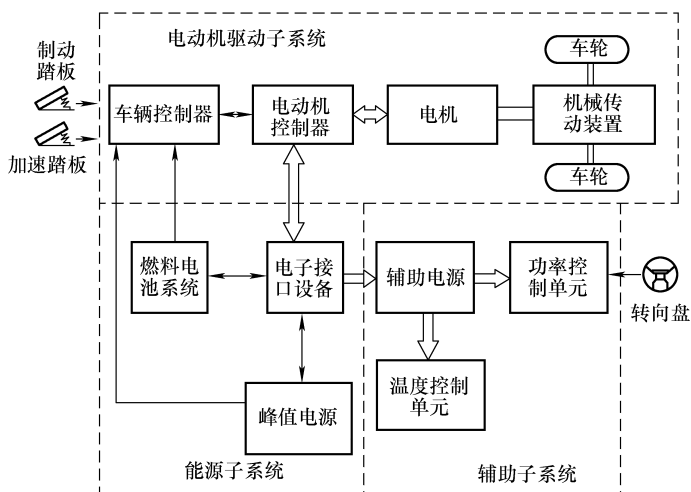 电动机驱动子系统
制动
踏板
加速踏板
车辆控制器
电动机
控制器
电机
机械传
动装置
车轮
车轮
燃料电
池系统
电子接
口设备
辅助电源
功率控
制单元
转向盘
温度控制
单元
峰值电源
能源子系统
辅助子系统